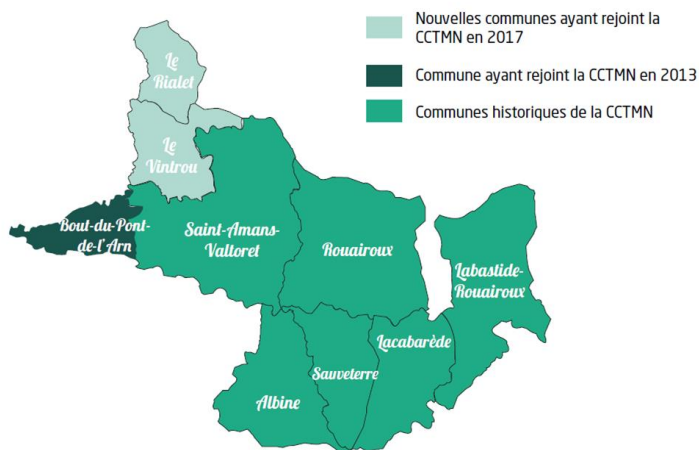 Nouvelles communes ayant rejoint la
CCTMN en 2017
Commune ayant rejoint la CCTMN en 2013
Communes historiques de la CCTMN
Le
Rialet
Le
Vintrou
Bout-du-Pont-
de-l'Arn
Saint-Amans-
Valtoret
Rouairoux
Labastide-
Rouairoux
Lacabarède
Sauveterre
Albine